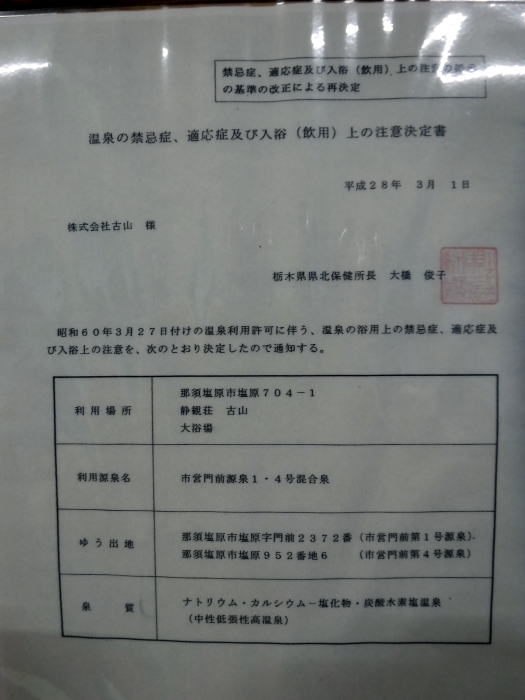 禁忌症、適応症及び入浴（飲用）上の注意の
の基準の改正による再決定
温泉の禁忌症、適応症及び入浴（飲用）上の注意決定書
平成２８年　３月　１日
株式会社古山　様
栃木県県北保健所長　大橋　俊子
昭和６０年３月２７日付けの温泉利用許可に伴う、温泉の浴用上の禁忌症、適応症及
び入浴上の注意を、次のとおり決定したので通知する。
利用場所
那須塩原市塩原７０４－１
静観荘　古山
大浴場
利用源泉名
市営門前源泉１・４号混合泉
ゆう出地
那須塩原市塩原字門前２３７２番（市営門前第１号源泉）、
那須塩原市塩原９５２番地６　　（市営門前第４号源泉）
泉　質
ナトリウム・カルシウム－塩化物・炭酸水素塩温泉
（中性低張性高温泉）